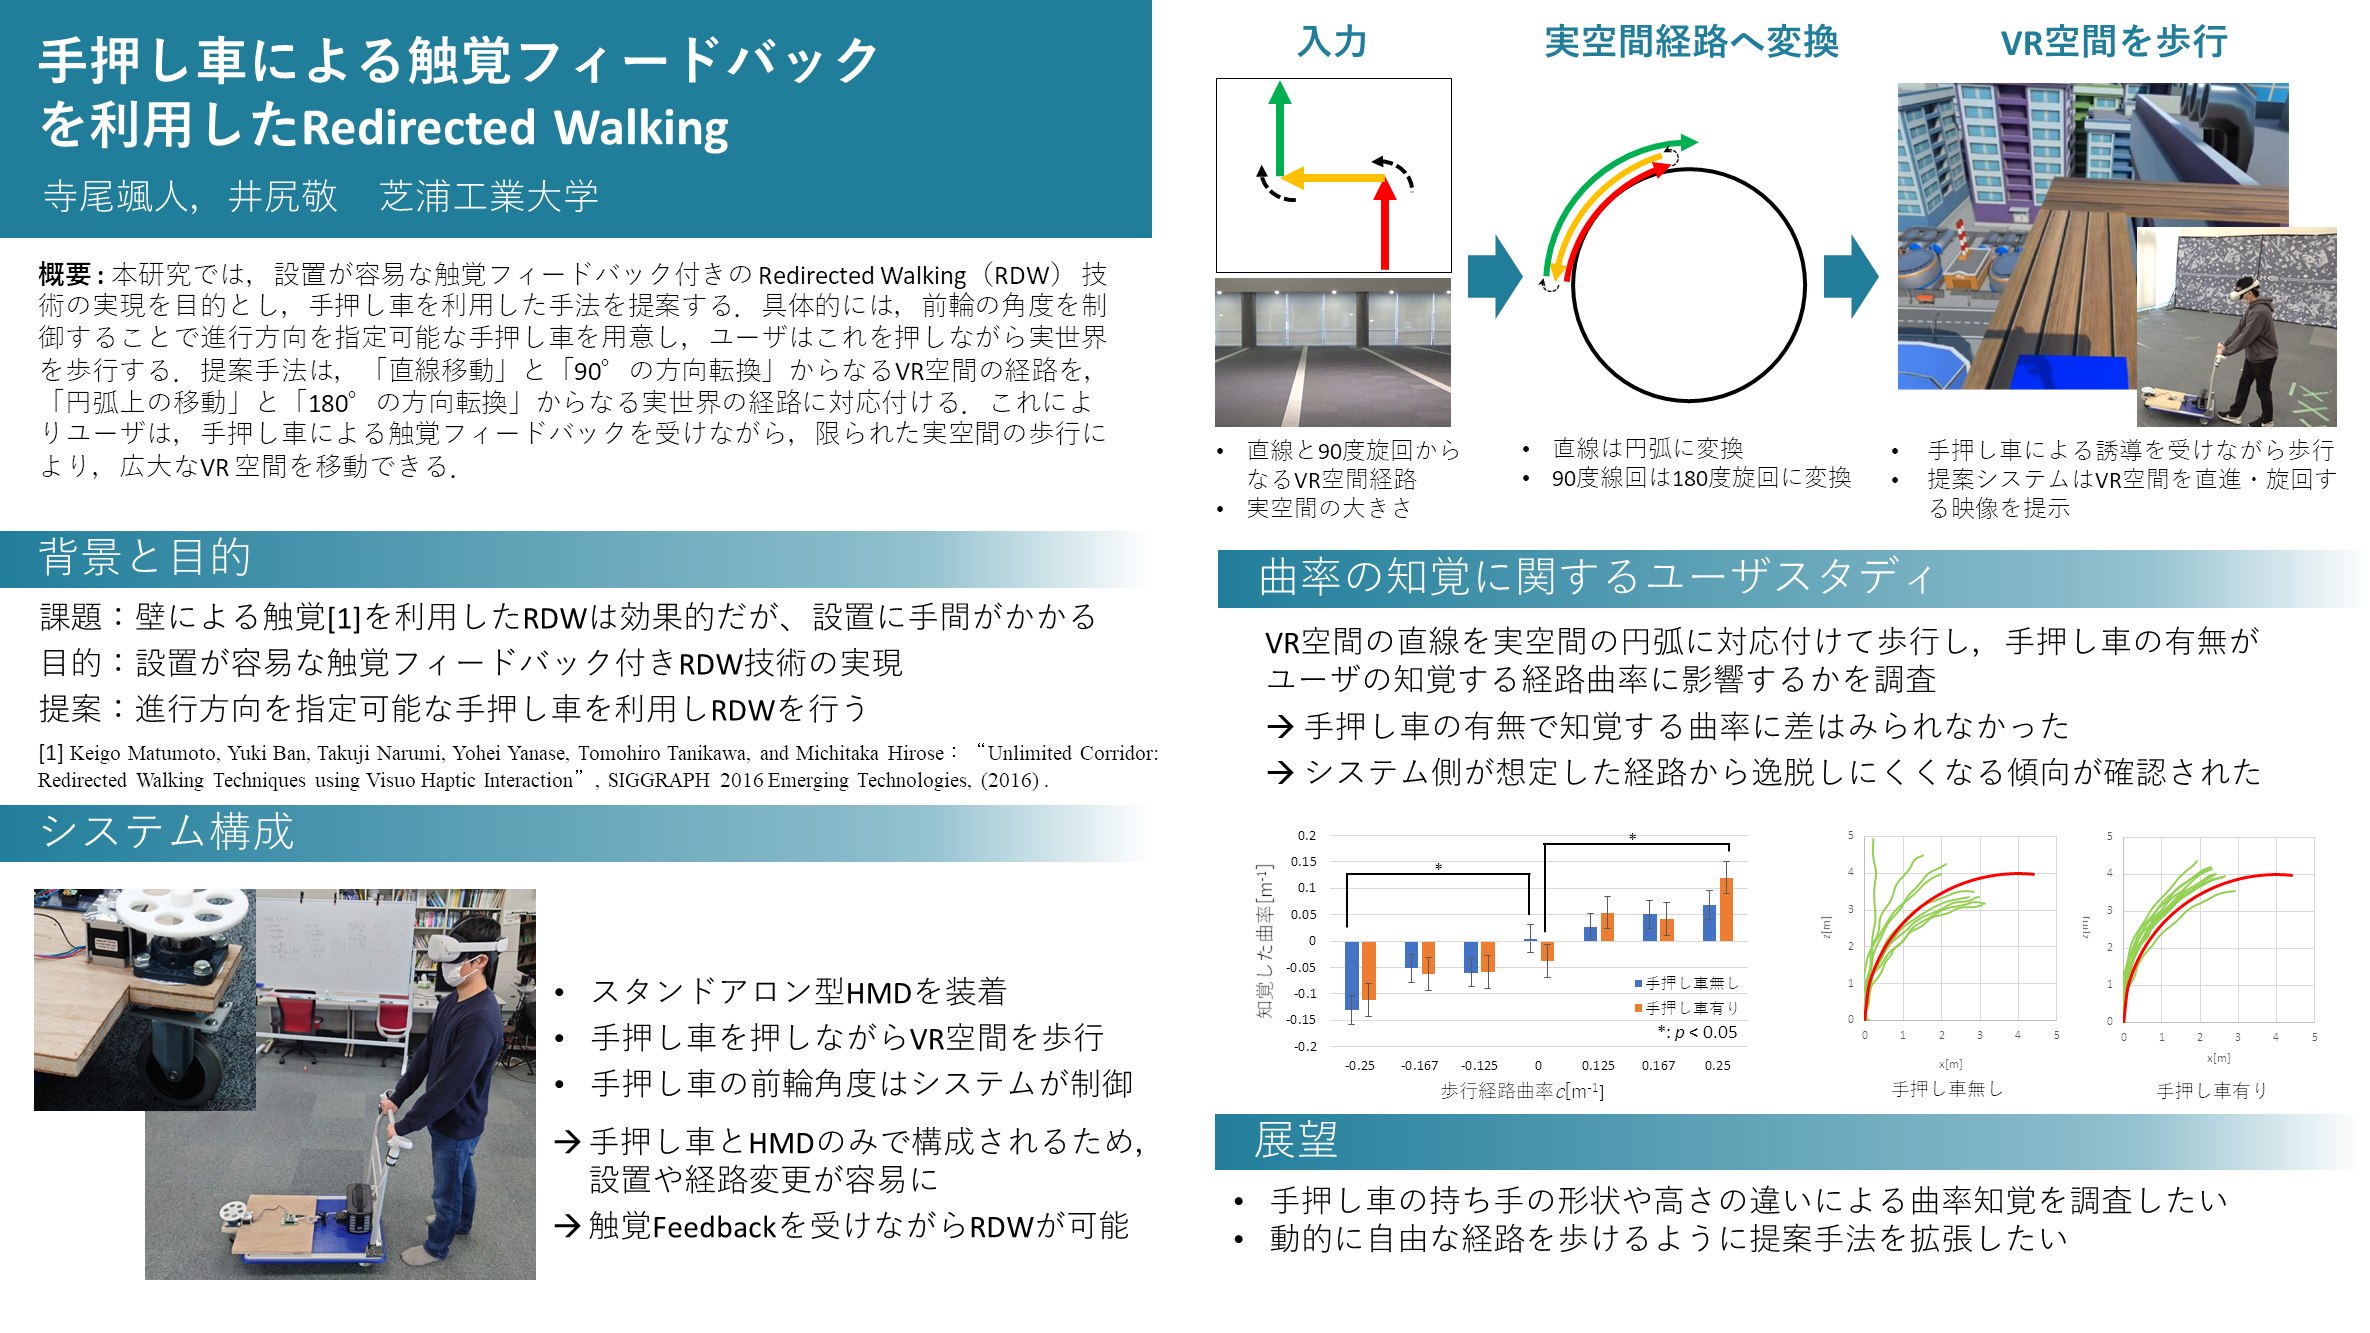 手押し車による触覚フィードバック
を利用したRedirected Walking
寺尾颯人，井尻敬　芝浦工業大学
概要 : 本研究では，設置が容易な触覚フィードバック付きの Redirected Walking（RDW） 技
術の実現を目的とし，手押し車を利用した手法を提案する．具体的には，前輪の角度を制
御することで進行方向を指定可能な手押し車を用意し，ユーザはこれを押しながら実世界
を歩行する．提案手法は，「直線移動」と「90°の方向転換」からなるVR空間の経路を，
「円弧上の移動」と「180°の方向転換」からなる実世界の経路に対応付ける．これによ
りユーザは，手押し車による触覚フィードバックを受けながら，限られた実空間の歩行に
より，広大なVR 空間を移動できる．
背景と目的
課題：壁による触覚[1]を利用したRDWは効果的だが、設置に手間がかかる
目的：設置が容易な触覚フィードバック付きRDW技術の実現
提案：進行方向を指定可能な手押し車を利用しRDWを行う
[1] Keigo Matumoto, Yuki Ban, Takuji Narumi, Yohei Yanase, Tomohiro Tanikawa, and Michitaka Hirose：“Unlimited Corridor:
Redirected Walking Techniques using Visuo Haptic Interaction”, SIGGRAPH 2016 Emerging Technologies, (2016) .
システム構成
• スタンドアロン型HMDを装着
• 手押し車を押しながらVR空間を歩行
• 手押し車の前輪角度はシステムが制御
→ 手押し車とHMDのみで構成されるため，
設置や経路変更が容易に
→ 触覚Feedbackを受けながらRDWが可能
入力
実空間経路へ変換
VR空間を歩行
• 直線と90度旋回から
なるVR空間経路
• 実空間の大きさ
• 直線は円弧に変換
• 90度線回は180度旋回に変換
• 手押し車による誘導を受けながら歩行
• 提案システムはVR空間を直進・旋回す
る映像を提示
曲率の知覚に関するユーザスタディ
VR空間の直線を実空間の円弧に対応付けて歩行し，手押し車の有無が
ユーザの知覚する経路曲率に影響するかを調査
→ 手押し車の有無で知覚する曲率に差はみられなかった
→ システム側が想定した経路から逸脱しにくくなる傾向が確認された
知覚した曲率[m-1]
0.2
0.15
0.1
0.05
0
-0.05
-0.1
-0.15
-0.2
*
*
手押し車無し
手押し車有り
*: p < 0.05
-0.25 -0.167 -0.125 0 0.125 0.167 0.25
歩行経路曲率c[m-1]
z[m]
5
4
3
2
1
0
0 1 2 3 4 5
x[m]
手押し車無し
z[m]
5
4
3
2
1
0
0 1 2 3 4 5
x[m]
手押し車有り
展望
• 手押し車の持ち手の形状や高さの違いによる曲率知覚を調査したい
• 動的に自由な経路を歩けるように提案手法を拡張したい